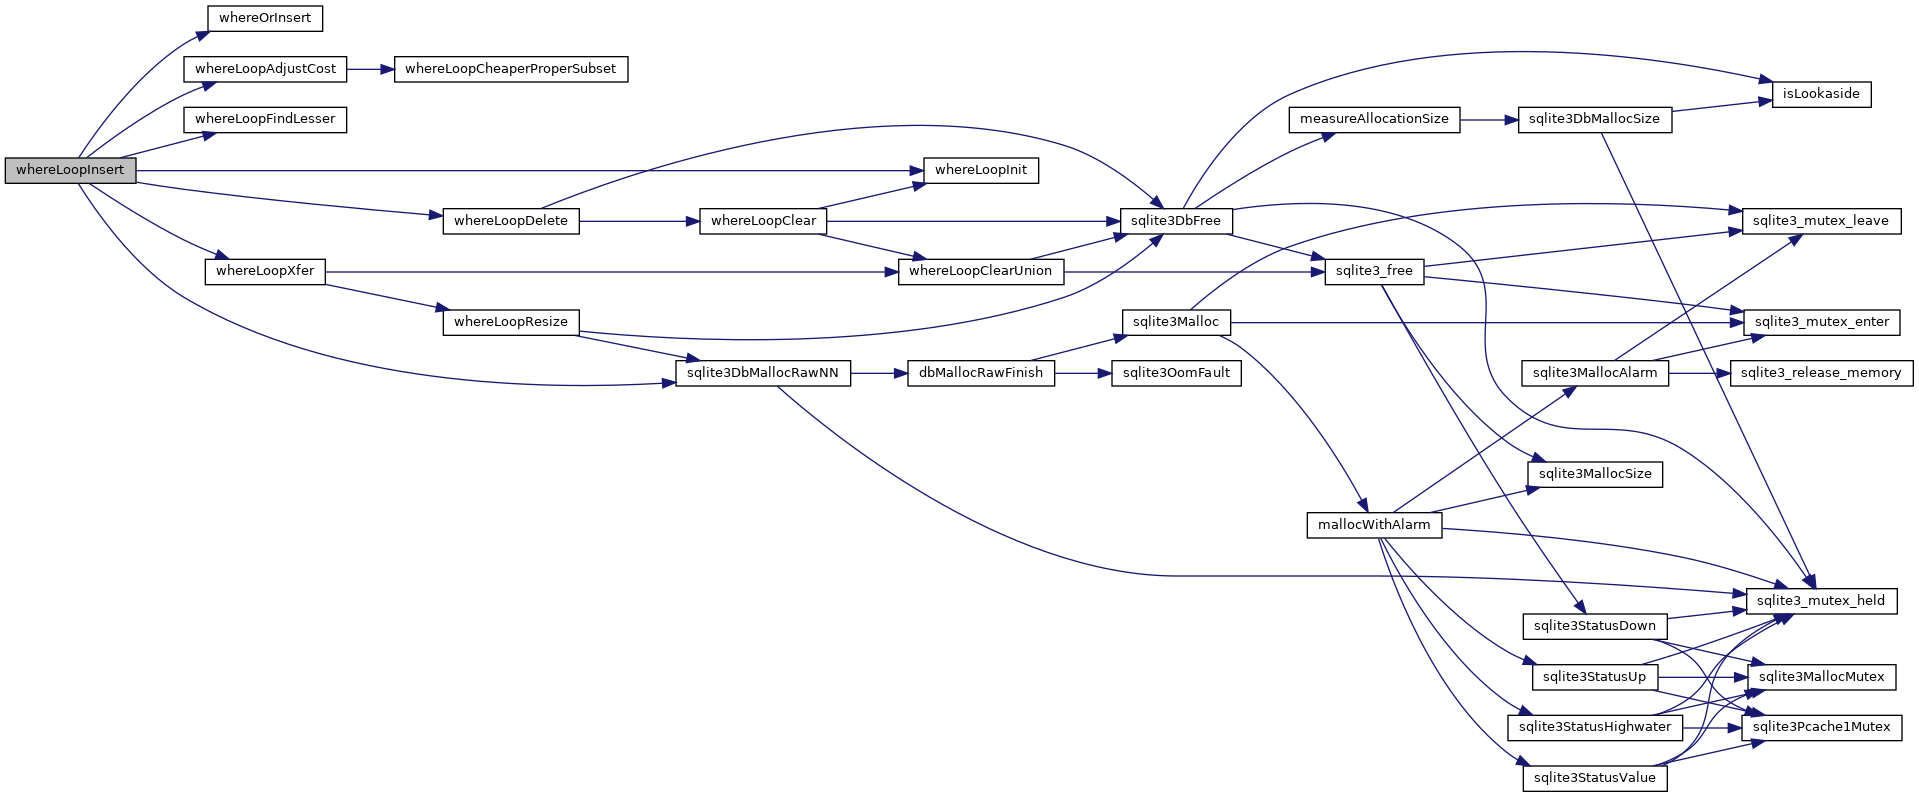 whereOrInsert
whereLoopAdjustCost
whereLoopCheaperProperSubset
isLookaside
whereLoopFindLesser
measureAllocationSize
sqlite3DbMallocSize
whereLoopInsert
whereLoopInit
whereLoopDelete
whereLoopClear
sqlite3DbFree
sqlite3_mutex_leave
whereLoopXfer
whereLoopClearUnion
sqlite3_free
whereLoopResize
sqlite3Malloc
sqlite3_mutex_enter
sqlite3DbMallocRawNN
dbMallocRawFinish
sqlite3OomFault
sqlite3MallocAlarm
sqlite3_release_memory
sqlite3MallocSize
mallocWithAlarm
sqlite3_mutex_held
sqlite3StatusDown
sqlite3StatusUp
sqlite3MallocMutex
sqlite3StatusHighwater
sqlite3Pcache1Mutex
sqlite3StatusValue